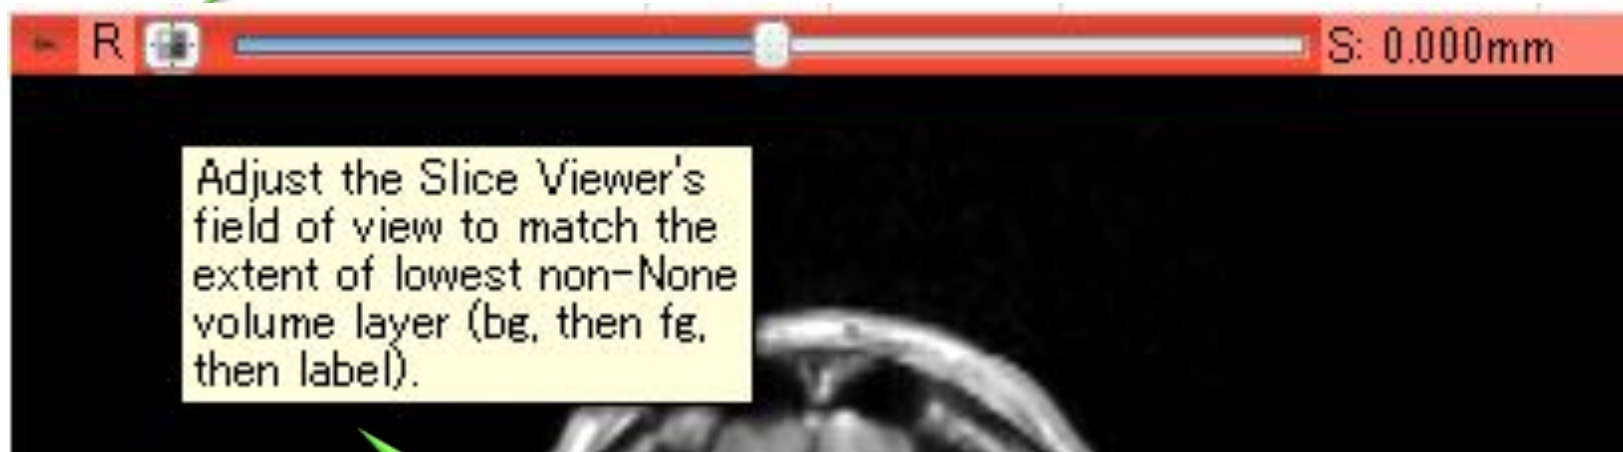 R S: 0.000mm
Adjust the Slice Viewer's
field of view to match the
extent of lowest non-None
volume layer (bg, then fg,
then label).